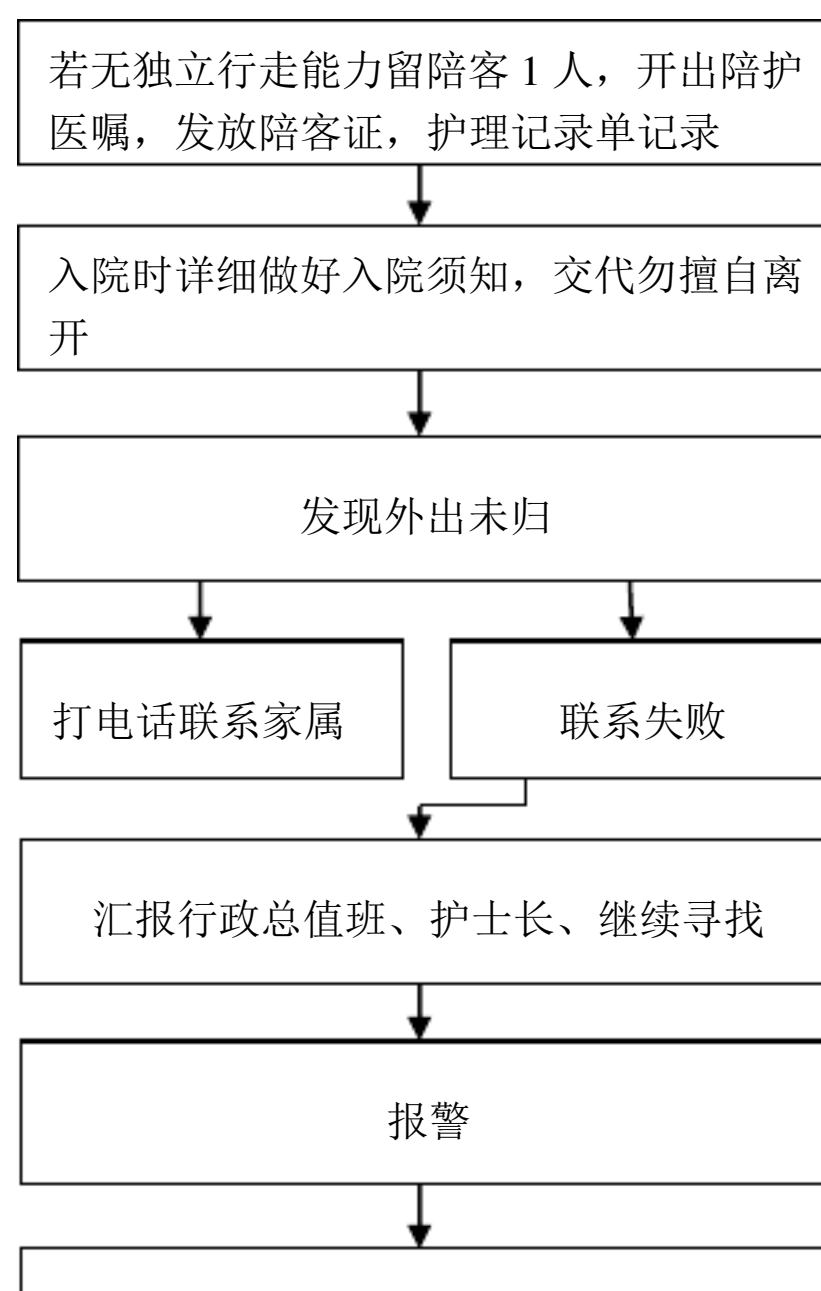 若无独立行走能力留陪客 1 人，开出陪护
医嘱，发放陪客证，护理记录单记录
入院时详细做好入院须知，交代勿擅自离
开
发现外出未归
打电话联系家属
联系失败
汇报行政总值班、护士长、继续寻找
报警